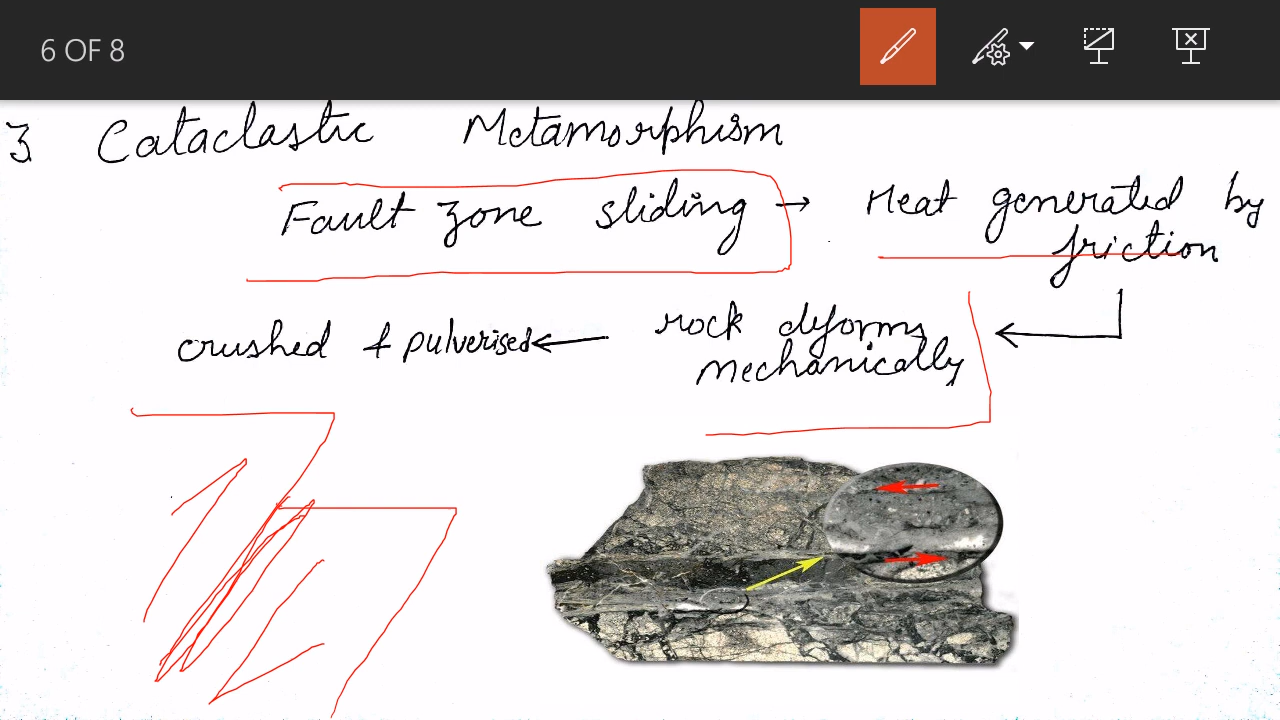 6 OF 8
3 Cataclastic Metamorphism
Fault zone sliding → Heat generated by
friction
rock deforms
mechanically
crushed & pulverised ←